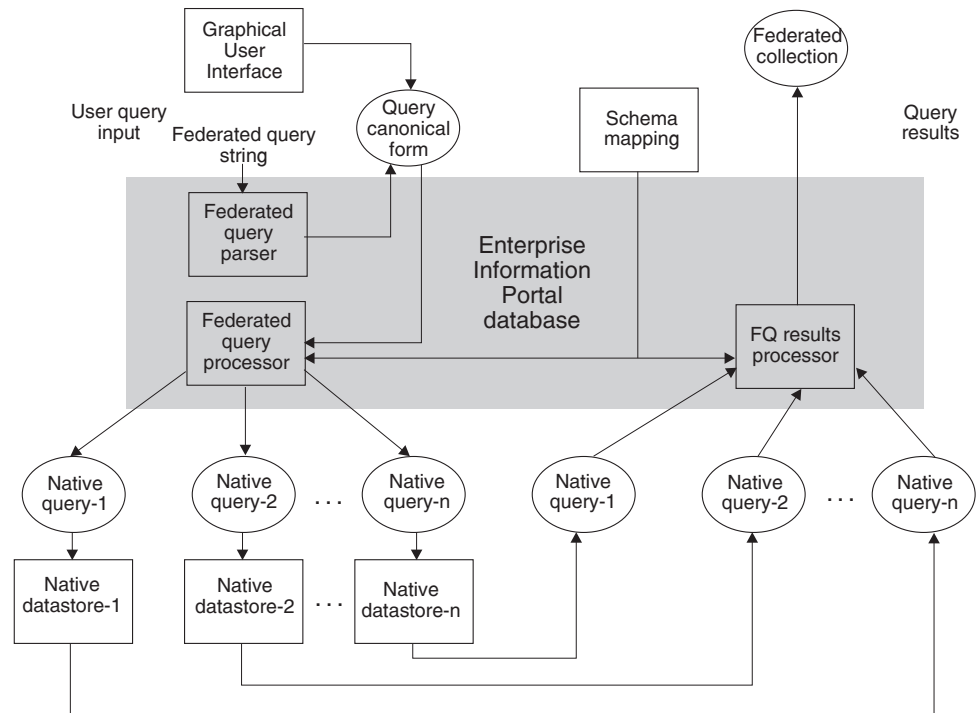 Graphical
User
Interface
Federated
collection
User query
input
Federated query
string
Query
canonical
form
Schema
mapping
Query
results
Federated
query
parser
Enterprise
Information
Portal
database
Federated
query
processor
FQ results
processor
Native
query-1
Native
query-2
. . .
Native
query-n
Native
query-1
Native
query-2
. . .
Native
query-n
Native
datastore-1
Native
datastore-2
. . .
Native
datastore-n